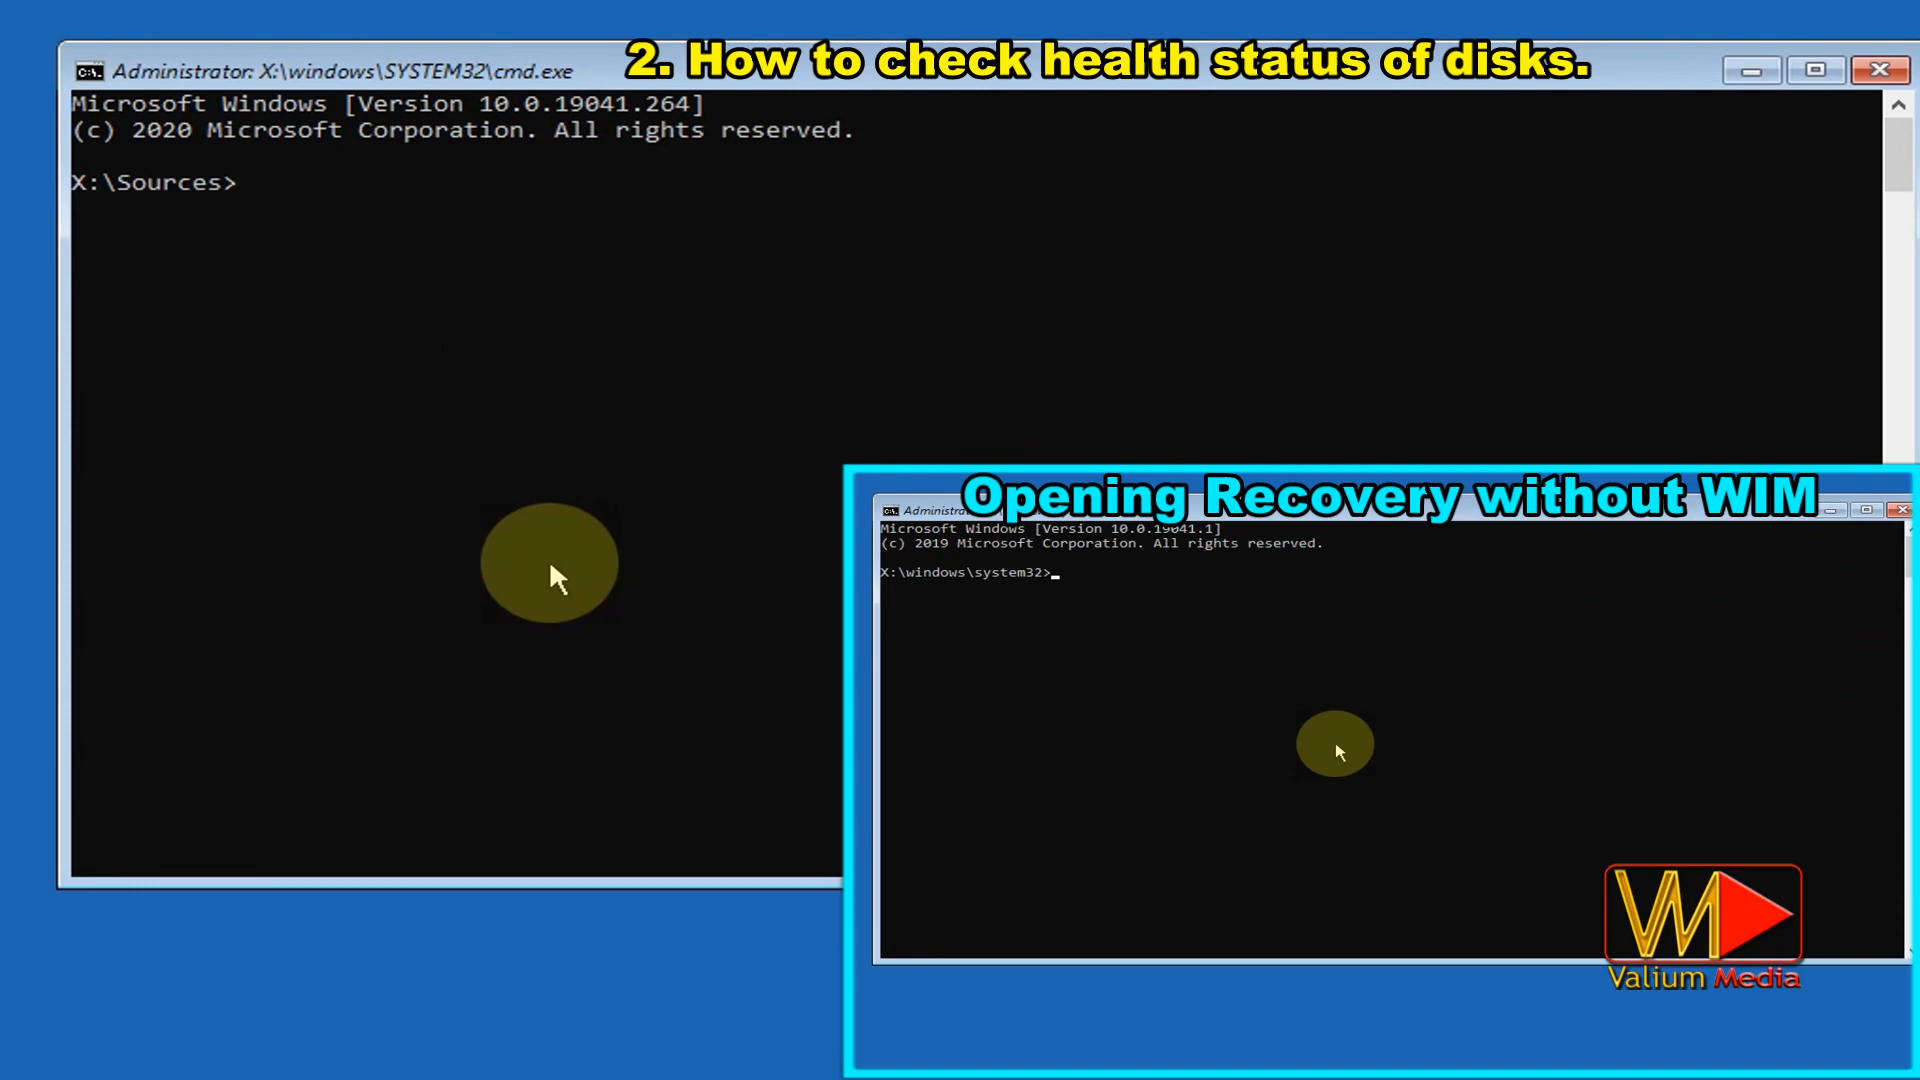 2. How to check health status of disks.
Administrator: X:\windows\SYSTEM32\cmd.exe
Microsoft Windows [Version 10.0.19041.264]
(c) 2020 Microsoft Corporation. All rights reserved.
X:\Sources>
Opening Recovery without WIM
Microsoft Windows [Version 10.0.19041.1]
(c) 2019 Microsoft Corporation. All rights reserved.
X:\windows\system32>
VM
Valium Media